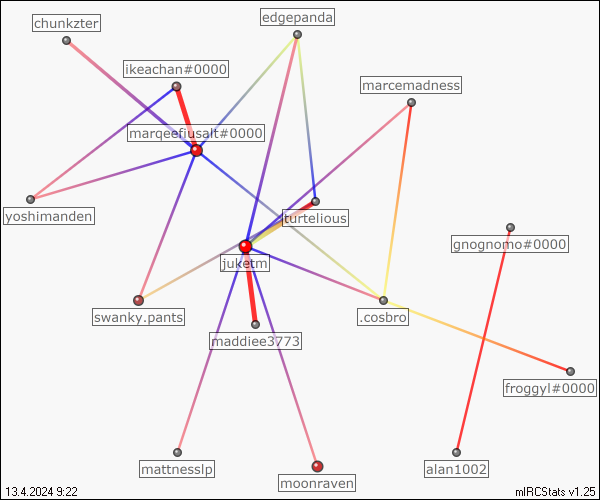 edgepanda
chunkzter
ikeachan#0000
marcemadness
marqeefiusalt#0000
yoshimanden
turtelious
gnognomo#0000
juketm
swanky.pants
.cosbro
maddiee3773
froggyl#0000
mattnesslp
alan1002
moonraven
13.4.2024 9:22
mIRCStats v1.25